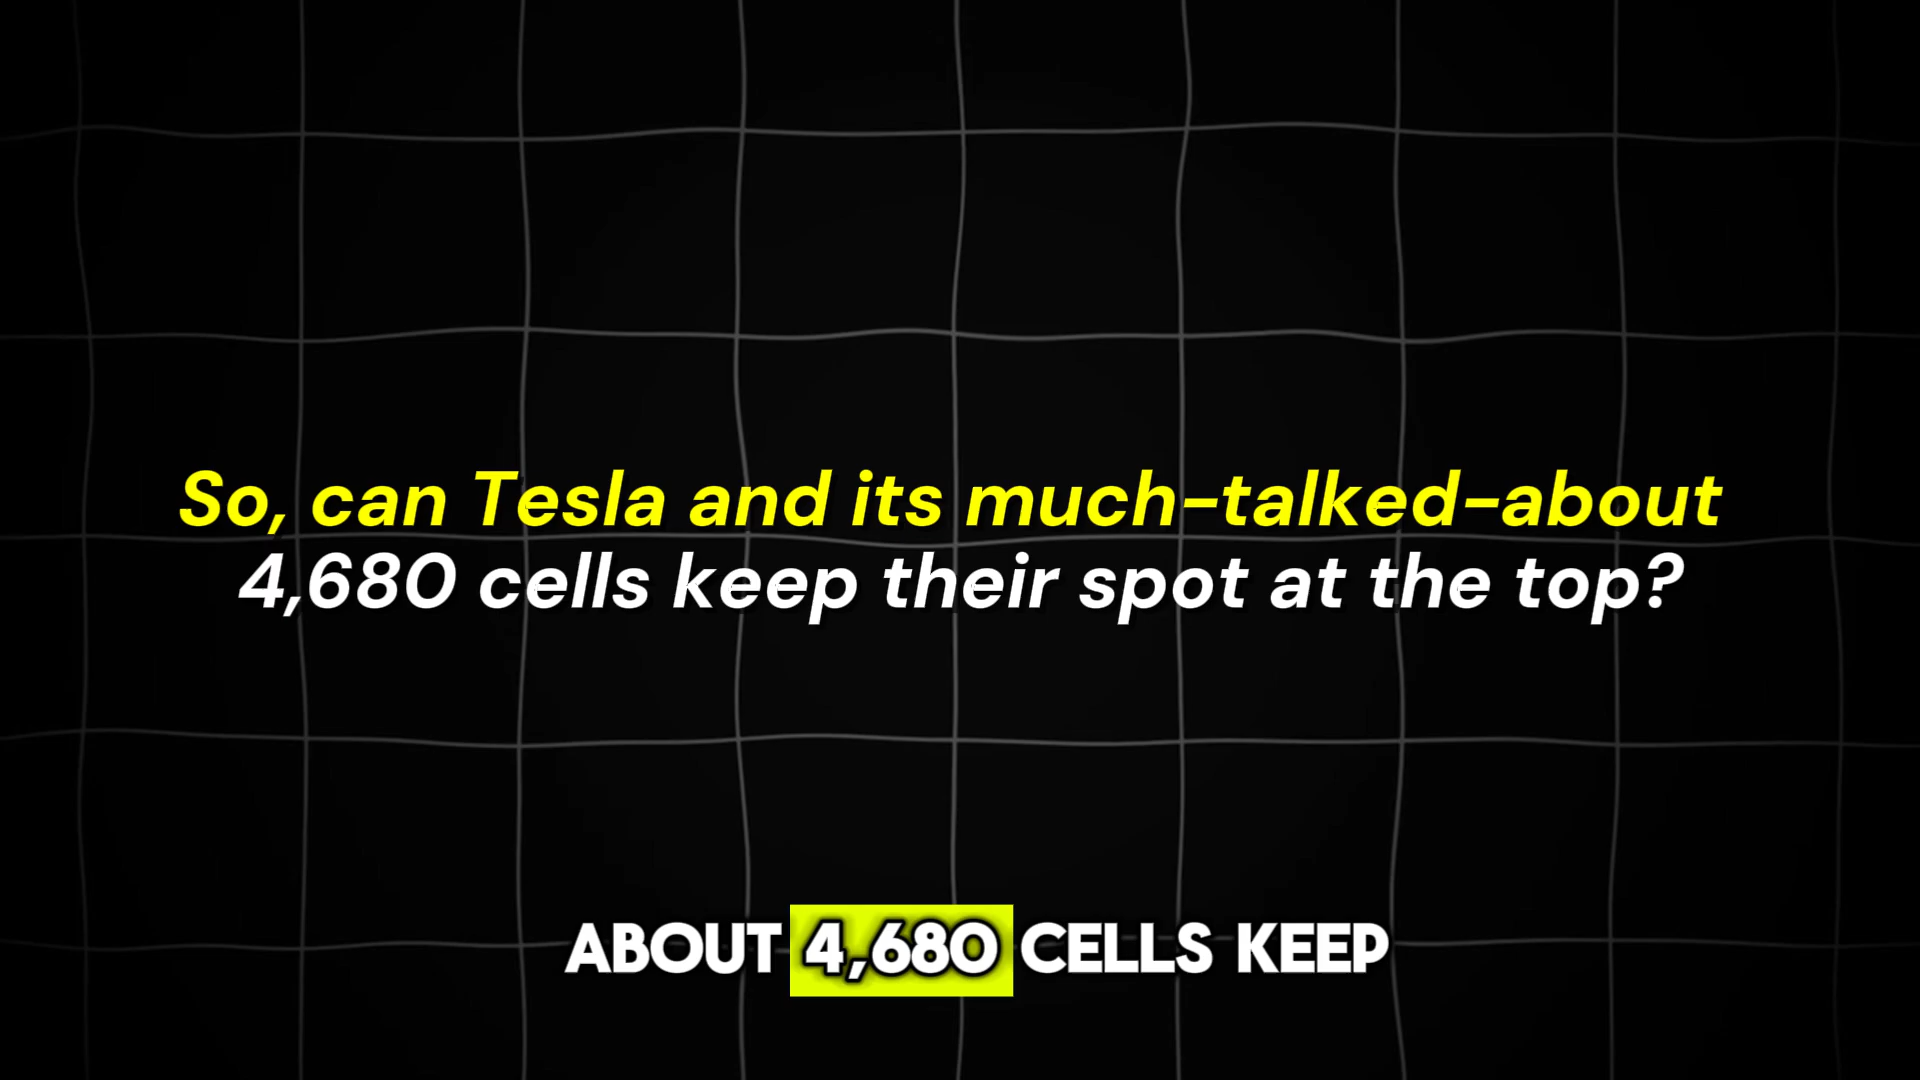 So, can Tesla and its much-talked-about
4,680 cells keep their spot at the top?
ABOUT 4,680 CELLS KEEP